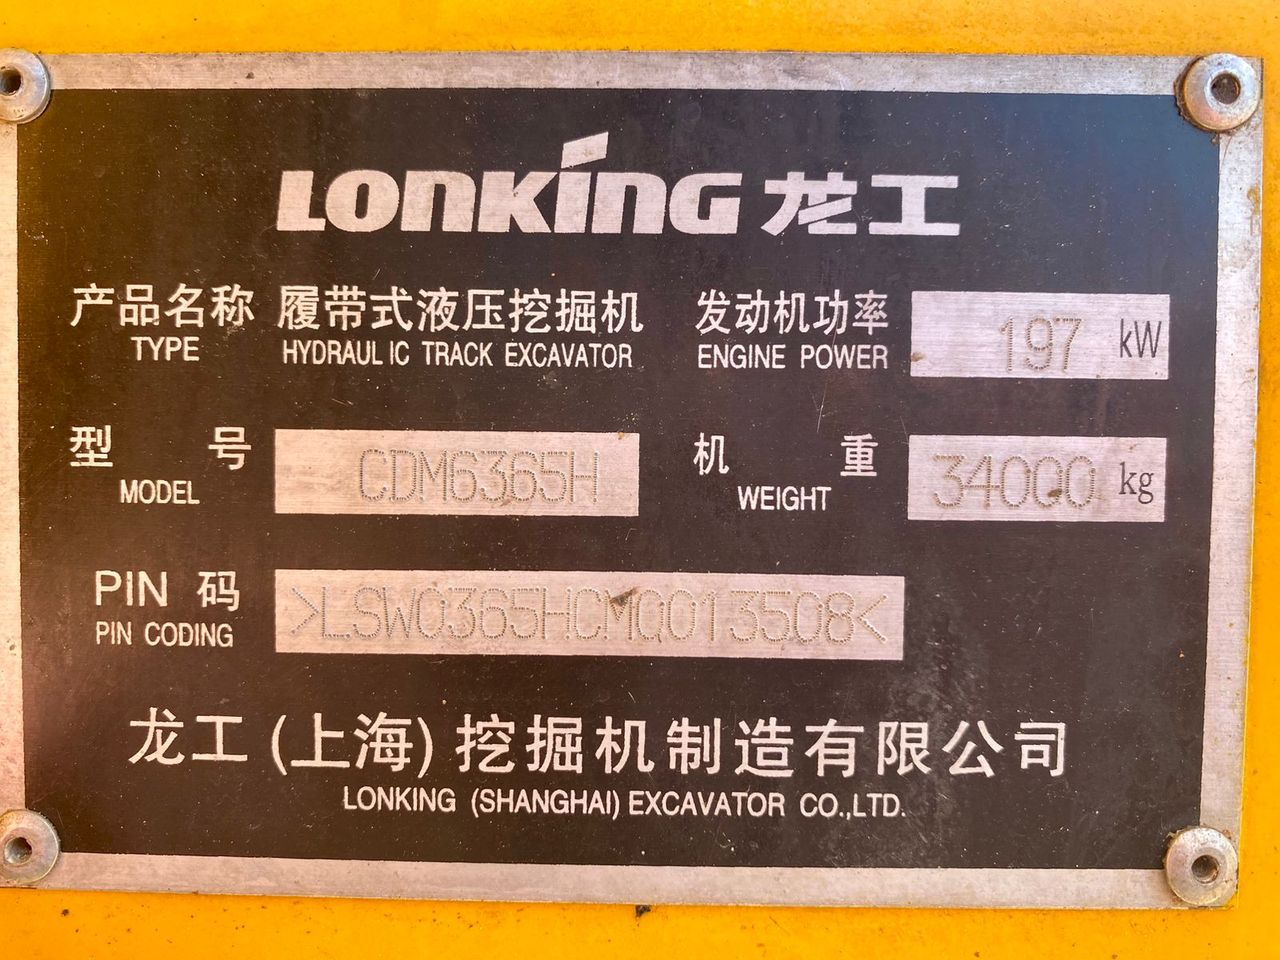 LONKING 龙工
产品名称 履带式液压挖掘机 发动机功率 197 kW
TYPE HYDRAULIC TRACK EXCAVATOR ENGINE POWER
型 号 CDM6365H 机 重 34000 kg
MODEL WEIGHT
PIN 码 >LSW0365HCM0013508<
PIN CODING
龙工(上海)挖掘机制造有限公司
LONKING (SHANGHAI) EXCAVATOR CO.,LTD.